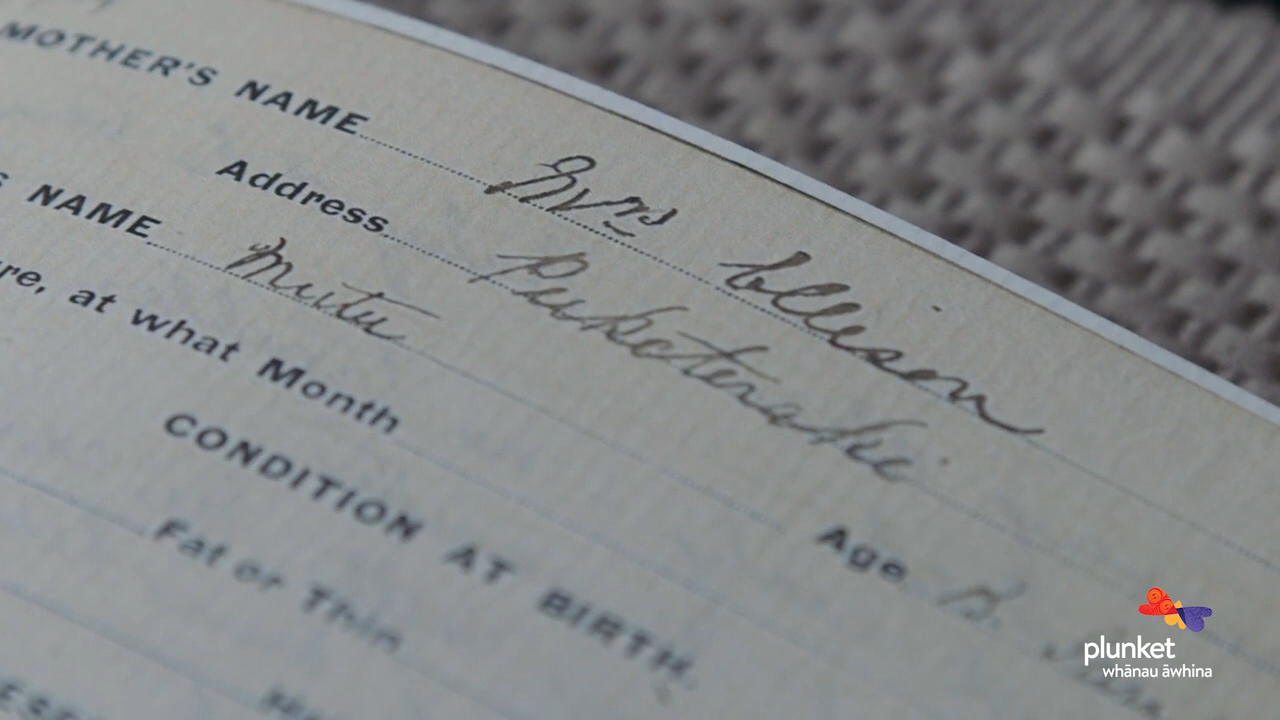 MOTHER'S NAME Mrs Ellison
Address Puketeraki
S NAME Mutu
re, at what Month
Age
CONDITION AT BIRTH.
Fat or Thin
plunket
whānau āwhina